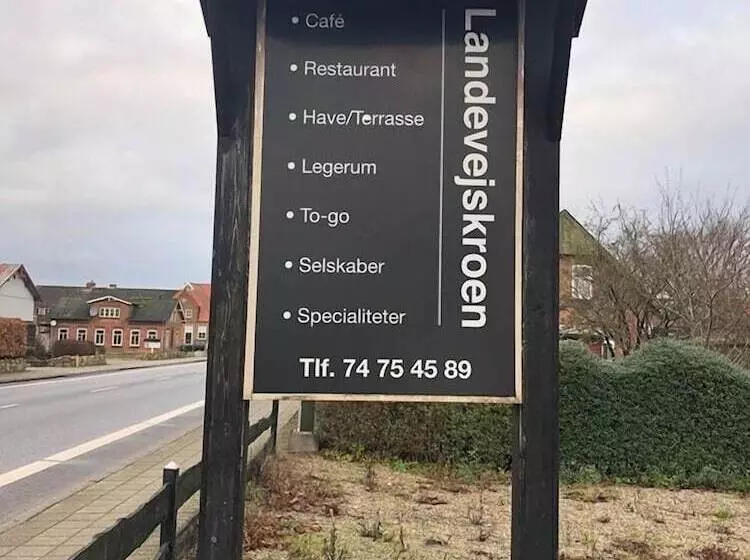 • Café
• Restaurant
• Have/Terrasse
• Legerum
• To-go
• Selskaber
• Specialiteter
Landevejskroen
Tlf. 74 75 45 89